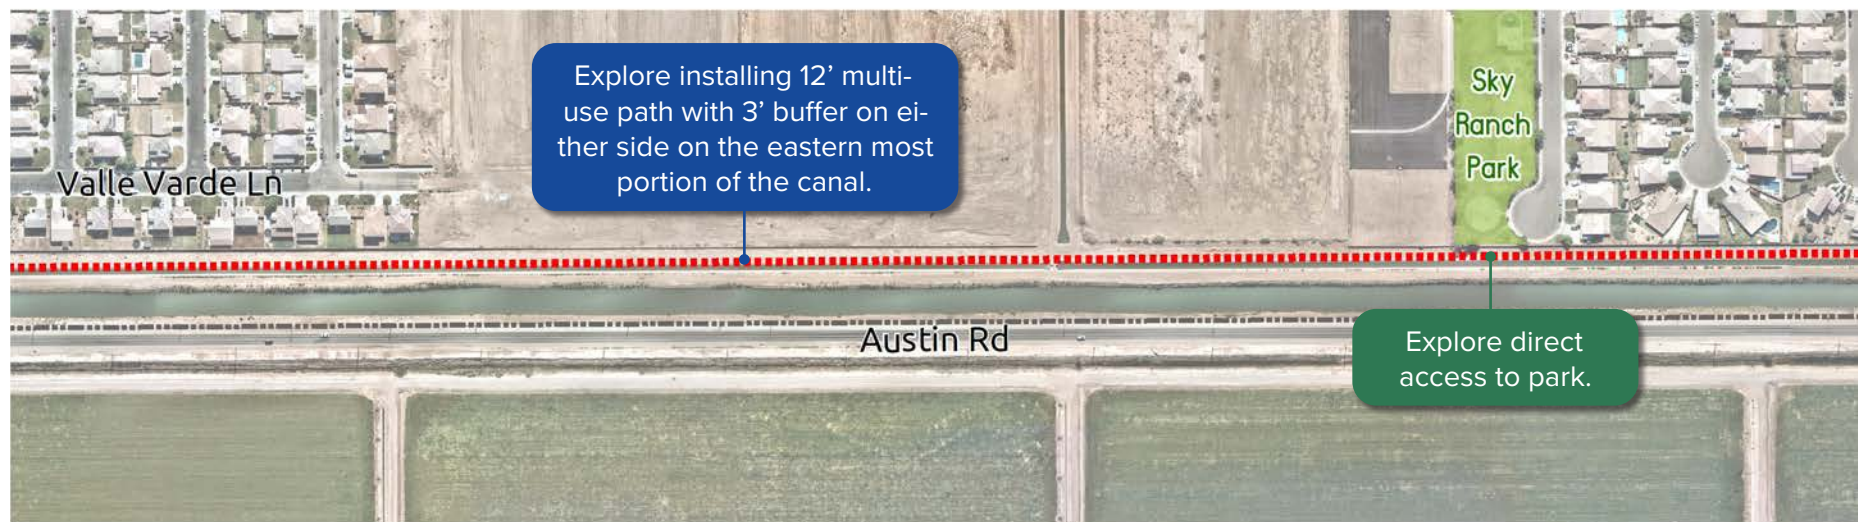 Explore installing 12’ multi-
use path with 3’ buffer on ei-
ther side on the eastern most
portion of the canal.
Sky
Ranch
Park
Valle Varde Ln
Austin Rd
Explore direct
access to park.